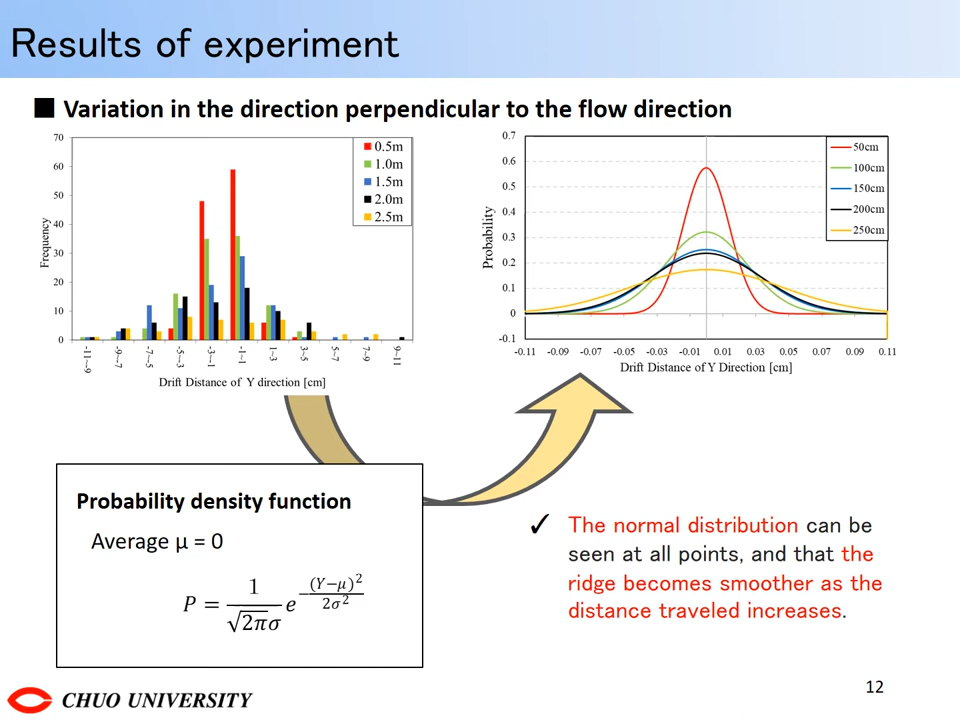 Results of experiment
■ Variation in the direction perpendicular to the flow direction
70
60
50
40
30
20
10
0
Frequency
0.5m
1.0m
1.5m
2.0m
2.5m
-11~-9
-9~-7
-7~-5
-5~-3
-3~-1
-1~1
1~3
3~5
5~7
7~9
9~11
Drift Distance of Y direction [cm]
0.7
0.6
0.5
0.4
0.3
0.2
0.1
0
-0.1
Probability
50cm
100cm
150cm
200cm
250cm
-0.11 -0.09 -0.07 -0.05 -0.03 -0.01 0.01 0.03 0.05 0.07 0.09 0.11
Drift Distance of Y Direction [cm]
Probability density function
Average μ = 0
P = 1/(√2π σ) e^−(Y−μ)²/2σ²
✓ The normal distribution can be
seen at all points, and that the
ridge becomes smoother as the
distance traveled increases.
12
CHUO UNIVERSITY